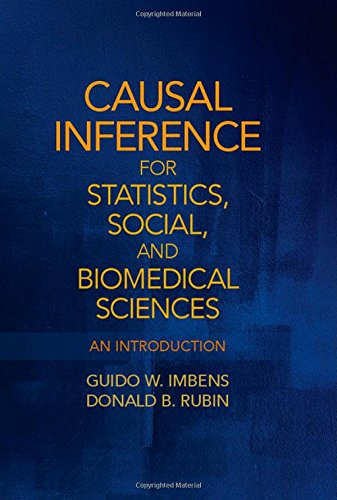 Copyrighted Material
CAUSAL
INFERENCE
FOR
STATISTICS,
SOCIAL,
AND
BIOMEDICAL
SCIENCES
AN INTRODUCTION
GUIDO W. IMBENS
DONALD B. RUBIN
Copyrighted Material